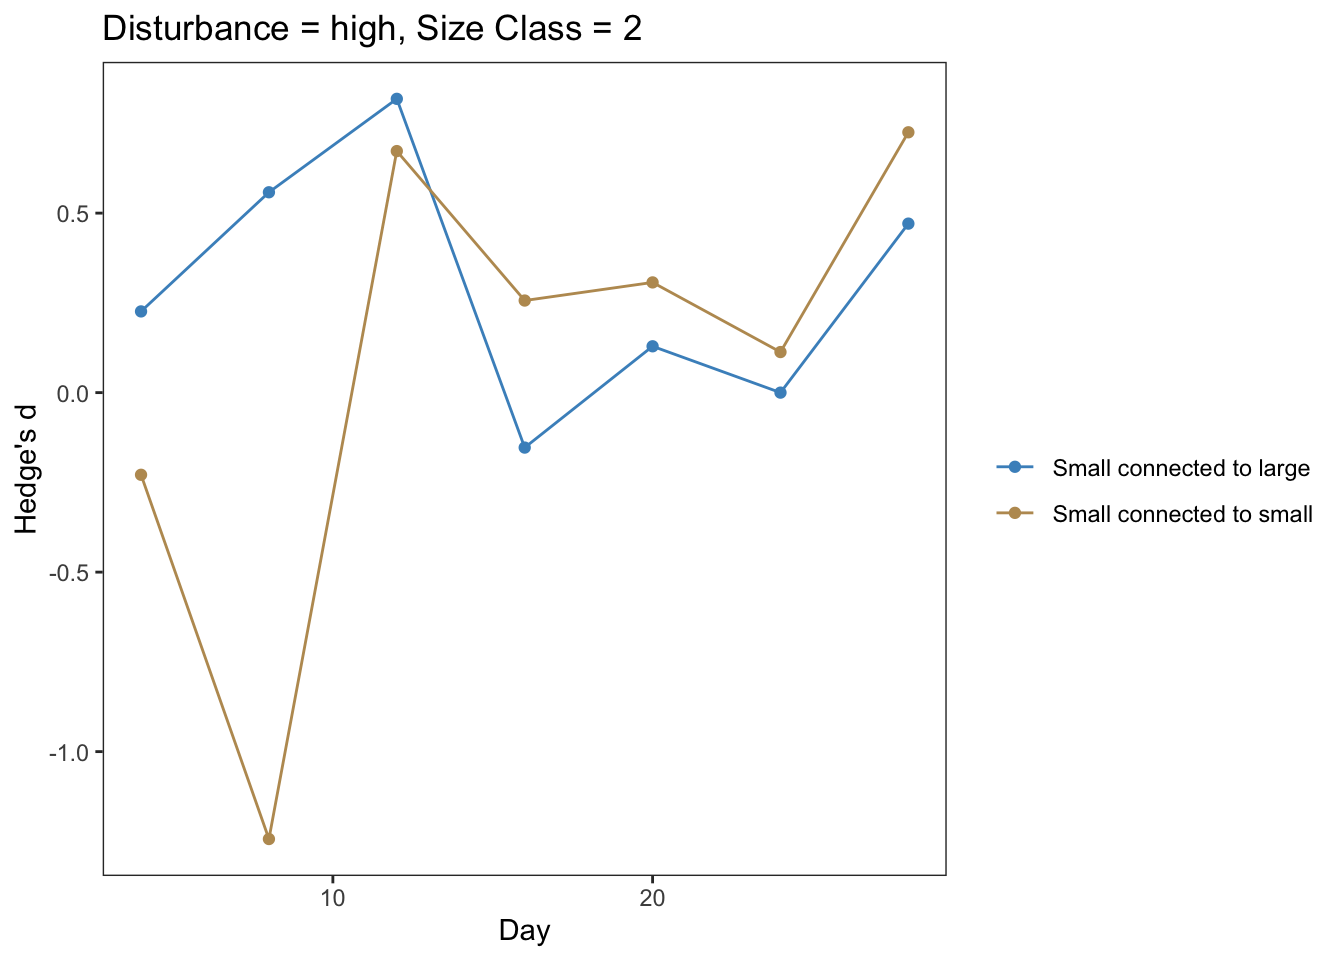 Disturbance = high, Size Class = 2
Hedge's d
0.5
0.0
-0.5
-1.0
10
20
Day
Small connected to large
Small connected to small